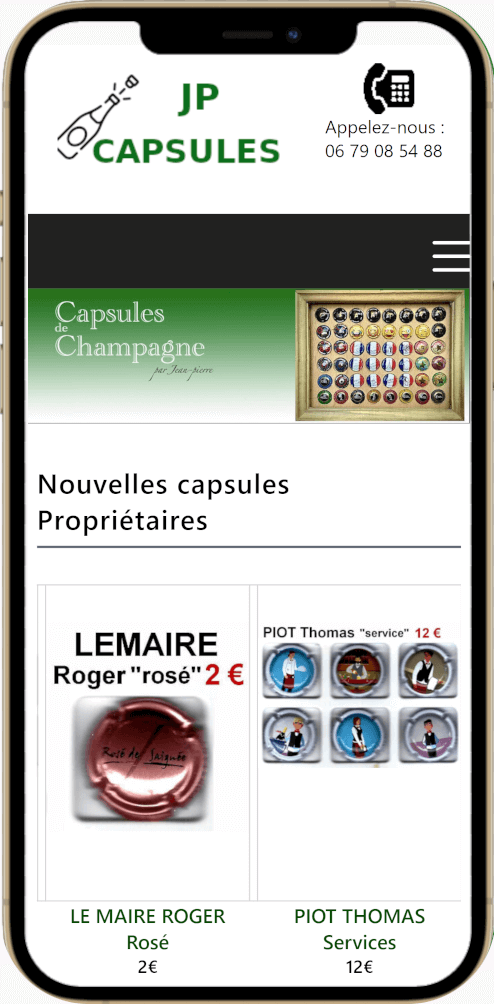 JP
CAPSULES
Appelez-nous :
06 79 08 54 88
Capsules
de
Champagne
par Jean-pierre
Nouvelles capsules
Propriétaires
LEMAIRE
Roger "rosé" 2 €
Rosé de Saignée
PIOT Thomas "service" 12 €
LE MAIRE ROGER
Rosé
2€
PIOT THOMAS
Services
12€